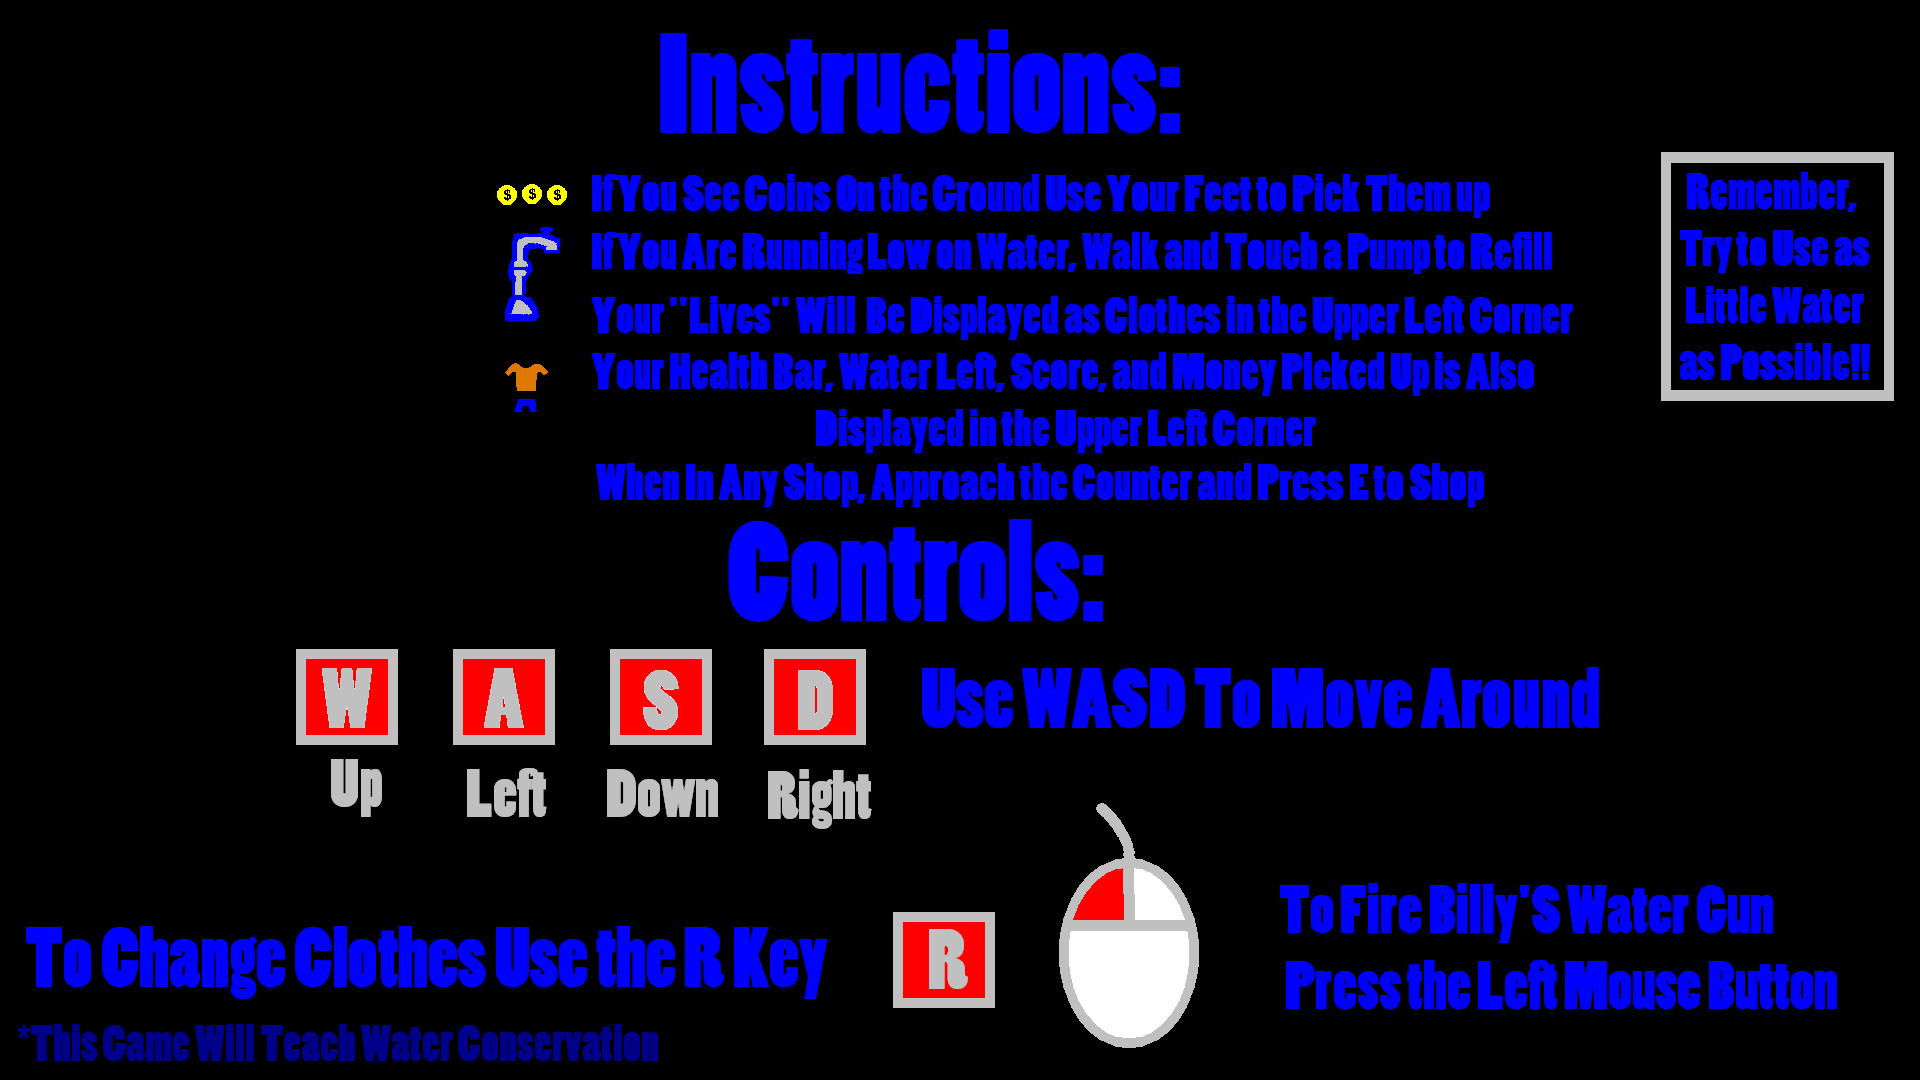 Instructions:
$ $ $ If You See Coins On the Ground Use Your Feet to Pick Them up
If You Are Running Low on Water, Walk and Touch a Pump to Refill
Your "Lives" Will Be Displayed as Clothes in the Upper Left Corner
Your Health Bar, Water Left, Score, and Money Picked Up is Also
Displayed in the Upper Left Corner
When In Any Shop, Approach the Counter and Press E to Shop
Remember,
Try to Use as
Little Water
as Possible!!
Controls:
W A S D
Up Left Down Right
Use WASD To Move Around
To Change Clothes Use the R Key
R
To Fire Billy'S Water Gun
Press the Left Mouse Button
*This Game Will Teach Water Conservation